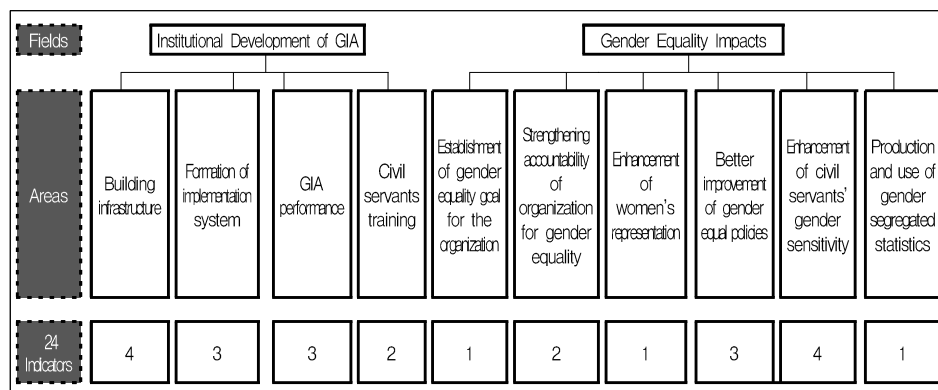 Fields
Institutional Development of GIA
Gender Equality Impacts
Areas
Building
infrastructure
Formation of
implementation
system
GIA
performance
Civil
servants
training
Establishment
of gender
equality goal
for the
organization
Strengthening
accountability
of
organization
for gender
equality
Enhancement
of
women's
representation
Better
improvement
of gender
equal policies
Enhancement
of civil
servants'
gender
sensitivity
Production
and use of
gender
segregated
statistics
24
Indicators
4
3
3
2
1
2
1
3
4
1